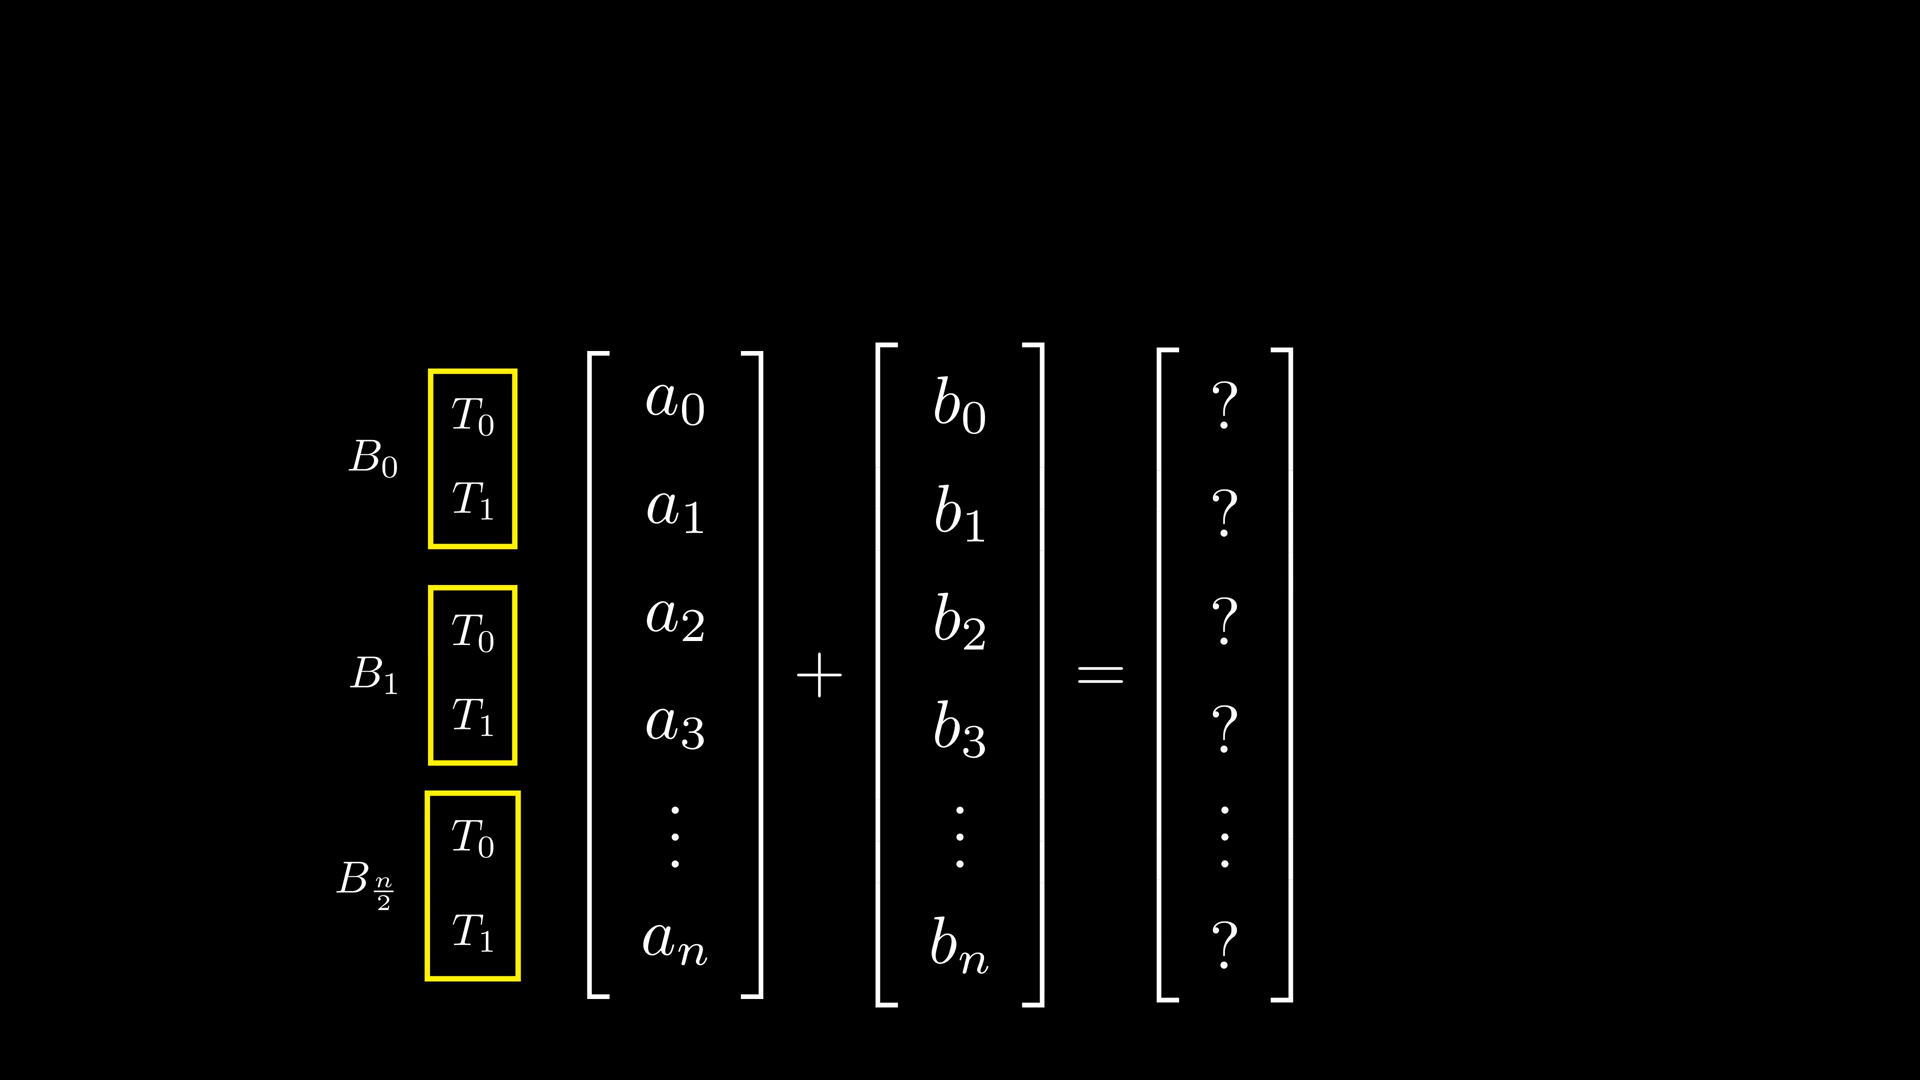 T₀ a₀ b₀ ?
B₀
T₁ a₁ b₁ ?
T₀ a₂ b₂ ?
B₁ + =
T₁ a₃ b₃ ?
T₀ ⋮ ⋮ ⋮
B_{\frac{n}{2}}
T₁ aₙ bₙ ?